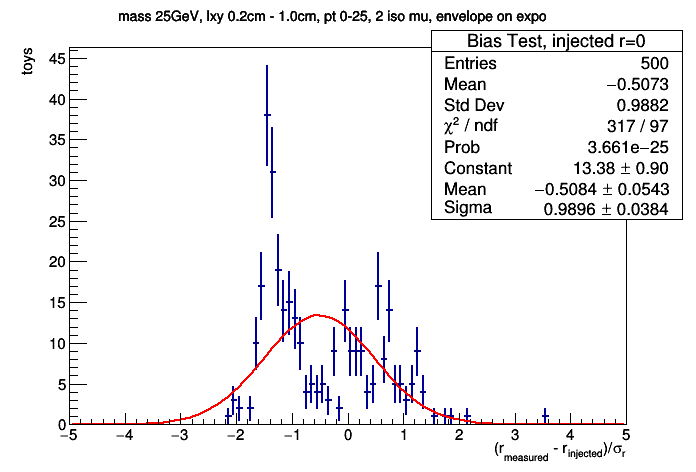 mass 25GeV, lxy 0.2cm - 1.0cm, pt 0-25, 2 iso mu, envelope on expo
Bias Test, injected r=0
Entries 500
Mean −0.5073
Std Dev 0.9882
χ² / ndf 317 / 97
Prob 3.661e−25
Constant 13.38 ± 0.90
Mean −0.5084 ± 0.0543
Sigma 0.9896 ± 0.0384
toys
45
40
35
30
25
20
15
10
5
0
−5 −4 −3 −2 −1 0 1 2 3 4 5
(r_measured - r_injected)/σ_r